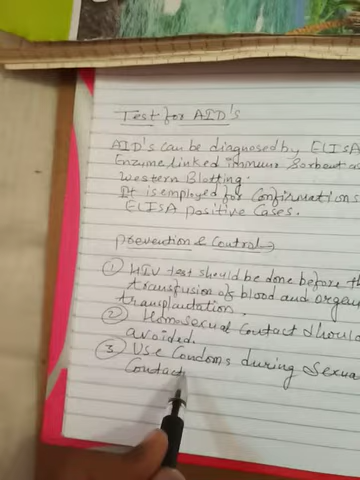 Test for AID's
AID's can be diagnosed by ELISA
Enzyme linked immuno Sorbent
Western Blotting.
It is employed for Confirmation
ELISA positive Cases.
prevention & Control
① HIV test should be done before
transfusion of blood and organ
transplantation.
② Homosexual Contact should
avoided.
③ Use Condoms during Sexual
Contact